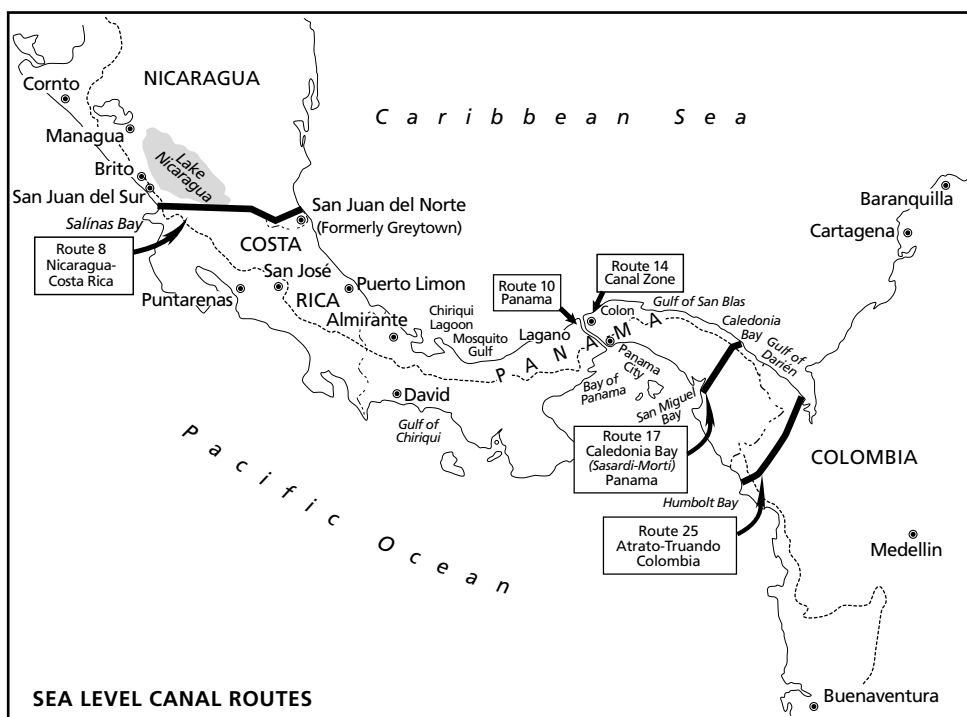 NICARAGUA
Cornto
Caribbean Sea
Managua
Lake
Nicaragua
Brito
San Juan del Sur
Baranquilla
San Juan del Norte
(Formerly Greytown)
Salínas Bay
Cartagena
COSTA
RICA
Route 8
Nicaragua-
Costa Rica
San José
Puntarenas
Puerto Limon
Route 10
Panama
Route 14
Canal Zone
Gulf of San Blas
Colon
Chiriqui
Lagoon
Mosquito
Gulf
Almirante
Lagano
PANAMA
Caledonia
Bay
Gulf of
Darién
Panama
City
Bay of
Panama
San Miguel
Bay
David
Gulf of
Chiriqui
Pacific Ocean
Route 17
Caledonia Bay
(Sasardi-Morti)
Panama
COLOMBIA
Humbolt Bay
Route 25
Atrato-Truando
Colombia
Medellin
SEA LEVEL CANAL ROUTES
Buenaventura